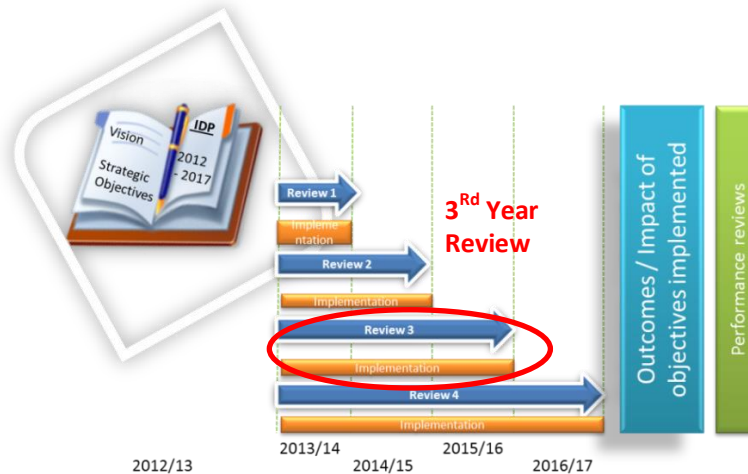 Vision
Strategic
Objectives
IDP
2012
- 2017
Review 1
Impleme
ntation
Review 2
Implementation
Review 3
Implementation
Review 4
Implementation
3Rd Year
Review
Outcomes / Impact of
objectives implemented
Performance reviews
2012/13
2013/14
2014/15
2015/16
2016/17